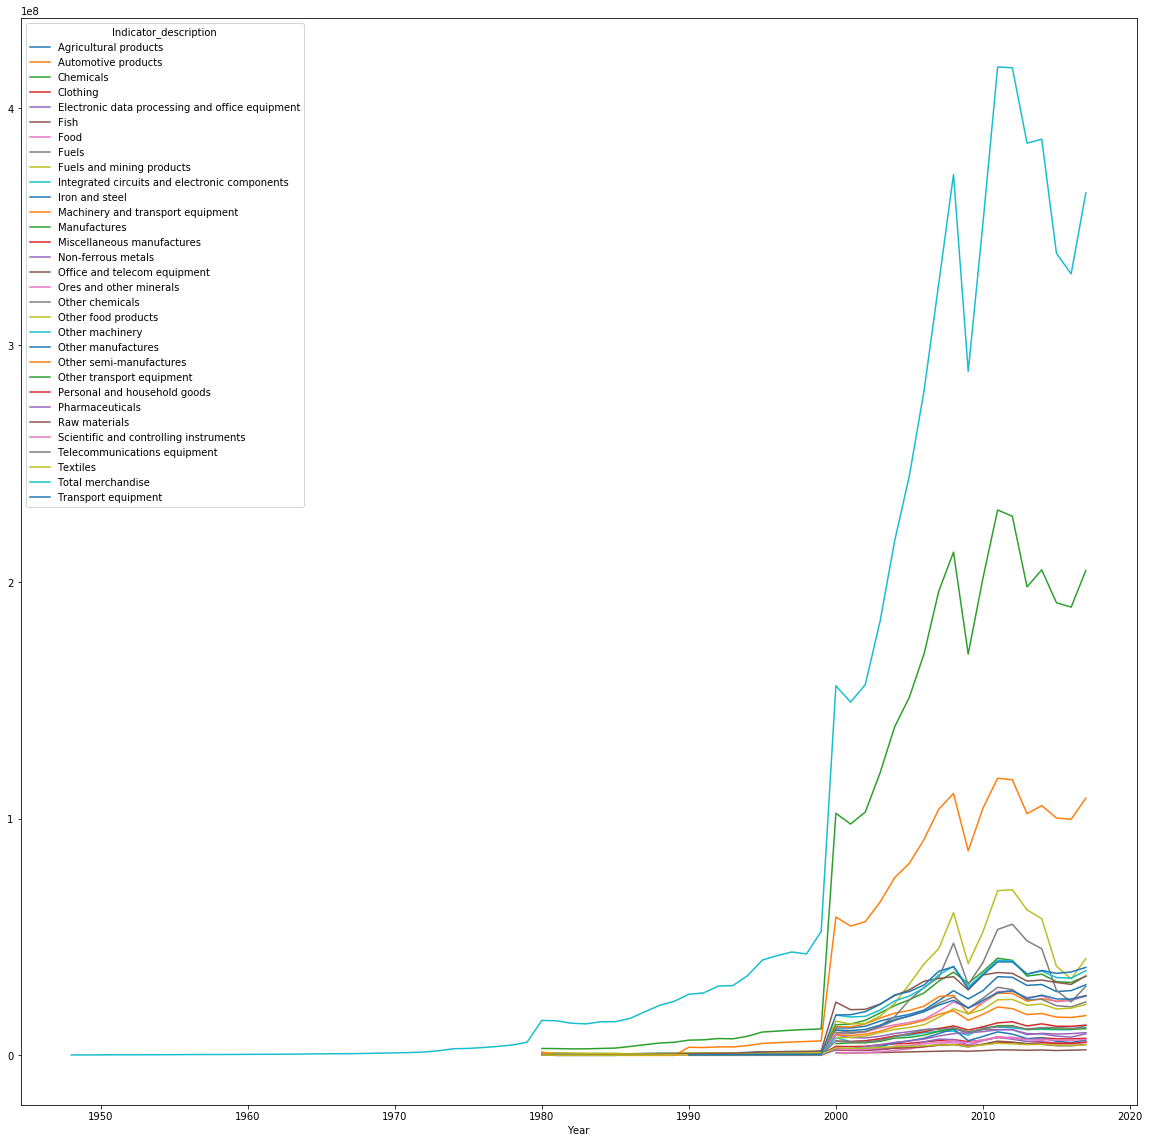 1e8
Indicator_description
Agricultural products
Automotive products
Chemicals
Clothing
Electronic data processing and office equipment
Fish
Food
Fuels
Fuels and mining products
Integrated circuits and electronic components
Iron and steel
Machinery and transport equipment
Manufactures
Miscellaneous manufactures
Non-ferrous metals
Office and telecom equipment
Ores and other minerals
Other chemicals
Other food products
Other machinery
Other manufactures
Other semi-manufactures
Other transport equipment
Personal and household goods
Pharmaceuticals
Raw materials
Scientific and controlling instruments
Telecommunications equipment
Textiles
Total merchandise
Transport equipment
4
3
2
1
0
1950 1960 1970 1980 1990 2000 2010 2020
Year